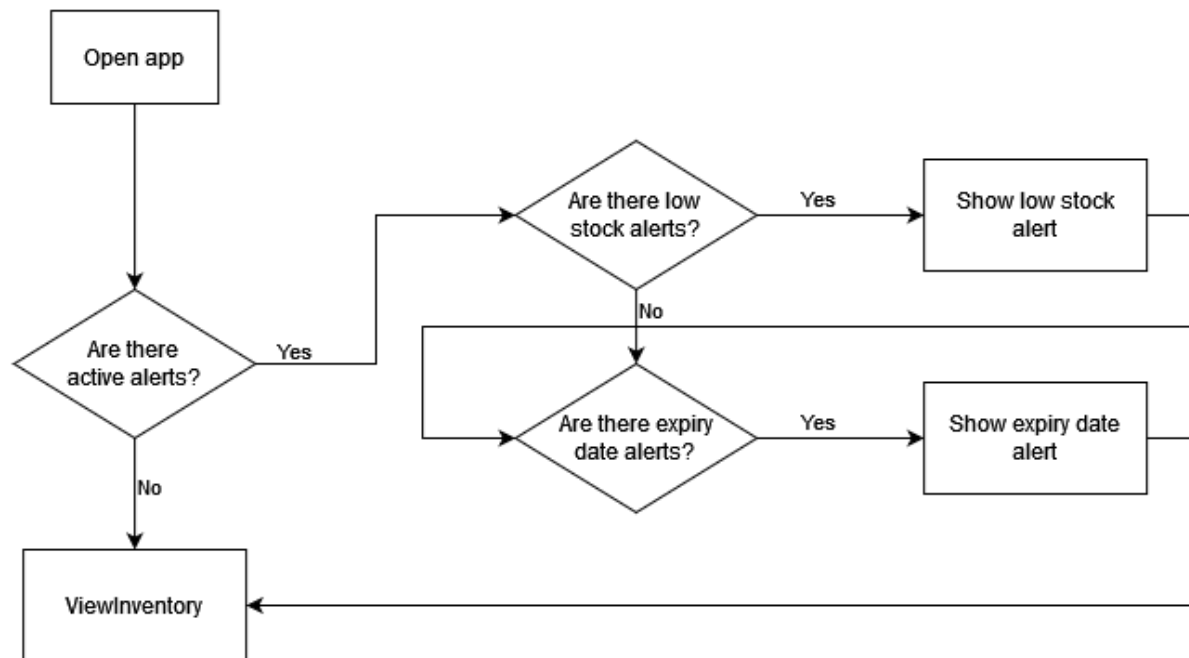 Open app
Are there low
stock alerts?
Yes
Show low stock
alert
No
Are there
active alerts?
Yes
Are there expiry
date alerts?
Yes
Show expiry date
alert
No
ViewInventory